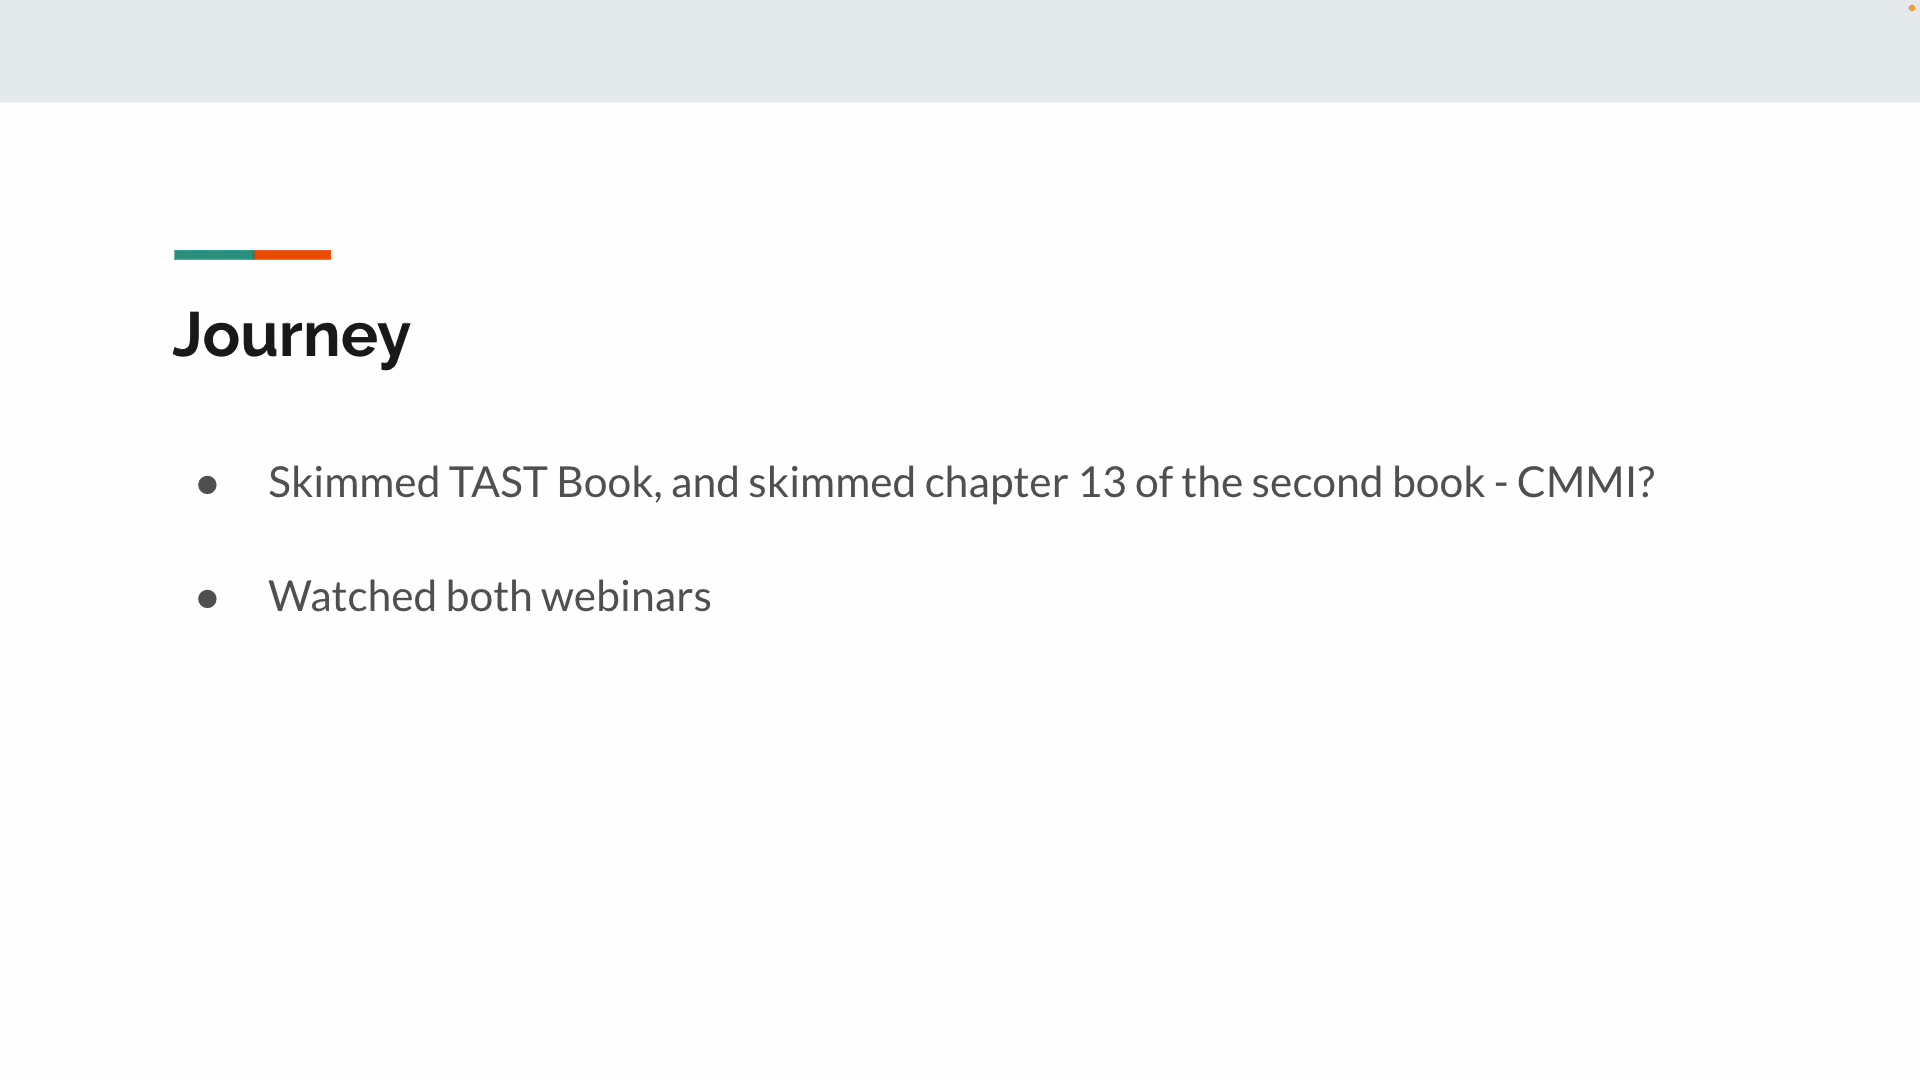 Journey
● Skimmed TAST Book, and skimmed chapter 13 of the second book - CMMI?
● Watched both webinars